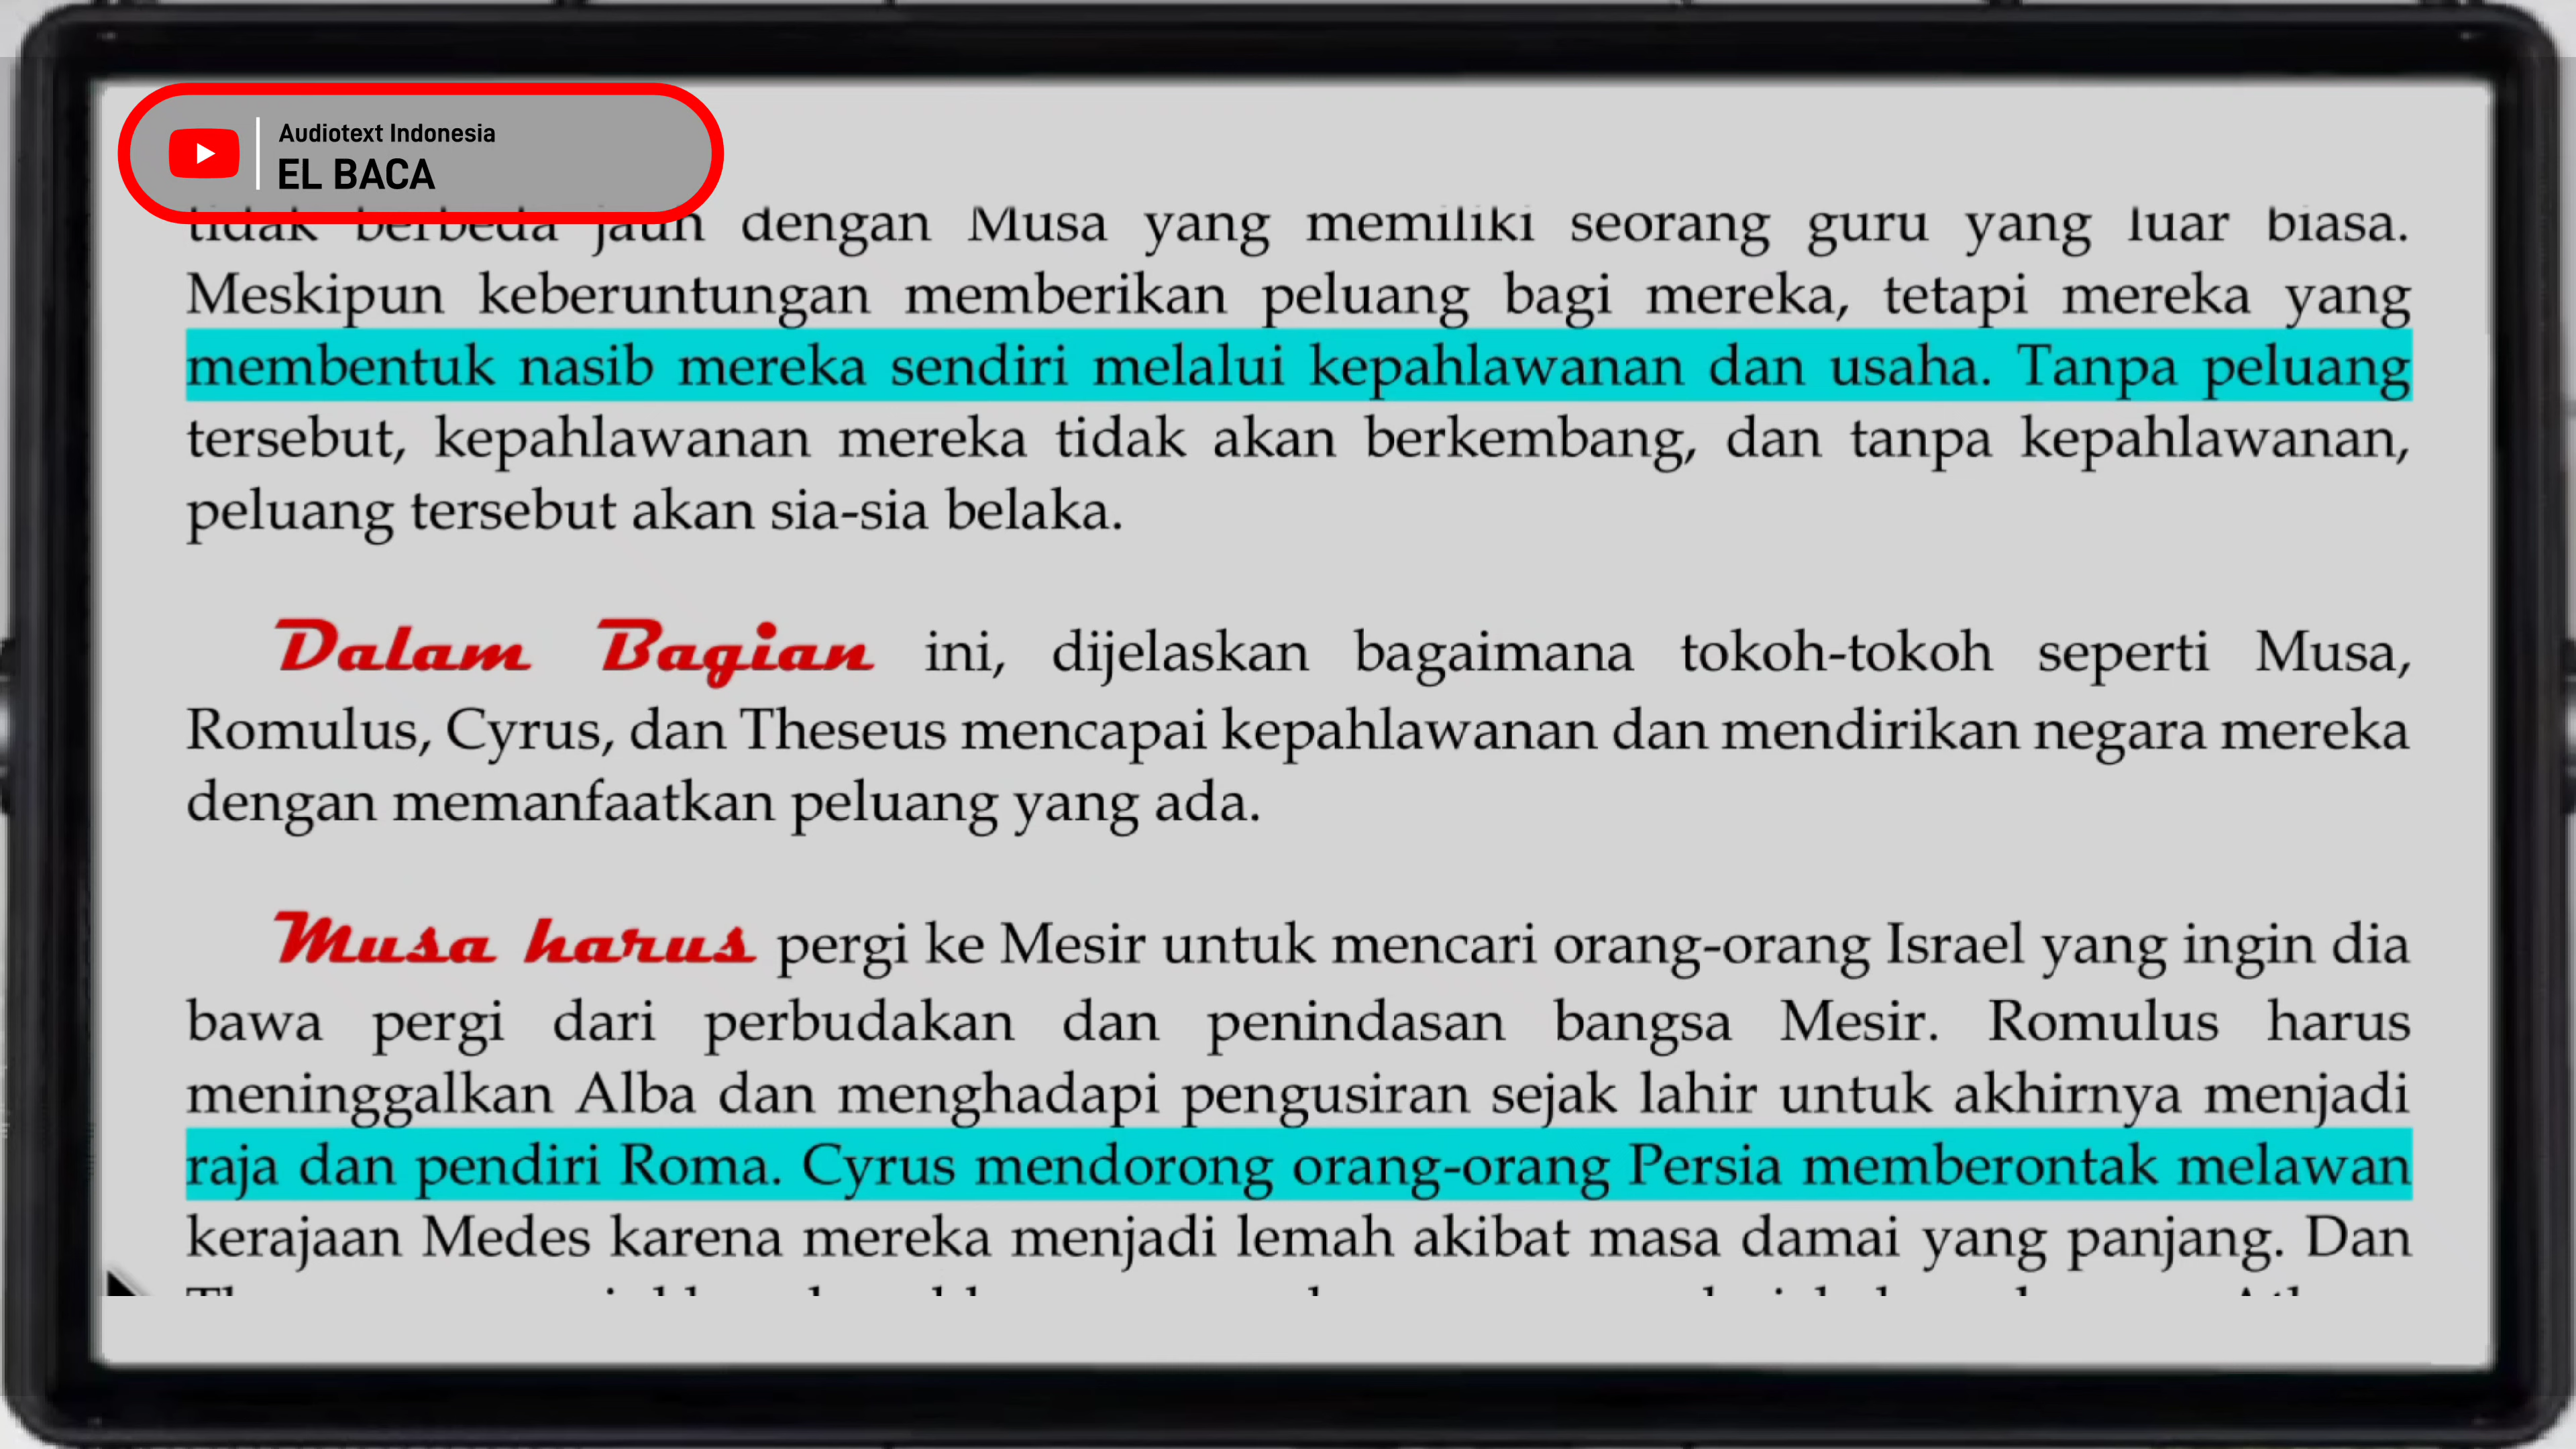 Audiotext Indonesia
EL BACA
tidak berbeda jauh dengan Musa yang memiliki seorang guru yang luar biasa.
Meskipun keberuntungan memberikan peluang bagi mereka, tetapi mereka yang
membentuk nasib mereka sendiri melalui kepahlawanan dan usaha. Tanpa peluang
tersebut, kepahlawanan mereka tidak akan berkembang, dan tanpa kepahlawanan,
peluang tersebut akan sia-sia belaka.
Dalam Bagian ini, dijelaskan bagaimana tokoh-tokoh seperti Musa,
Romulus, Cyrus, dan Theseus mencapai kepahlawanan dan mendirikan negara mereka
dengan memanfaatkan peluang yang ada.
Musa harus pergi ke Mesir untuk mencari orang-orang Israel yang ingin dia
bawa pergi dari perbudakan dan penindasan bangsa Mesir. Romulus harus
meninggalkan Alba dan menghadapi pengusiran sejak lahir untuk akhirnya menjadi
raja dan pendiri Roma. Cyrus mendorong orang-orang Persia memberontak melawan
kerajaan Medes karena mereka menjadi lemah akibat masa damai yang panjang. Dan